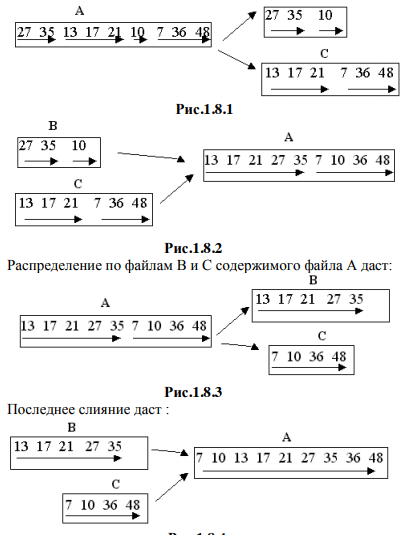 A
27 35 13 17 21 10 7 36 48
27 35 10
C
13 17 21 7 36 48
Рис.1.8.1
B
27 35 10
A
13 17 21 27 35 7 10 36 48
C
13 17 21 7 36 48
Рис.1.8.2
Распределение по файлам В и С содержимого файла А даст:
B
A
13 17 21 27 35
13 17 21 27 35 7 10 36 48
C
7 10 36 48
Рис.1.8.3
Последнее слияние даст :
B
13 17 21 27 35
A
7 10 13 17 21 27 35 36 48
C
7 10 36 48